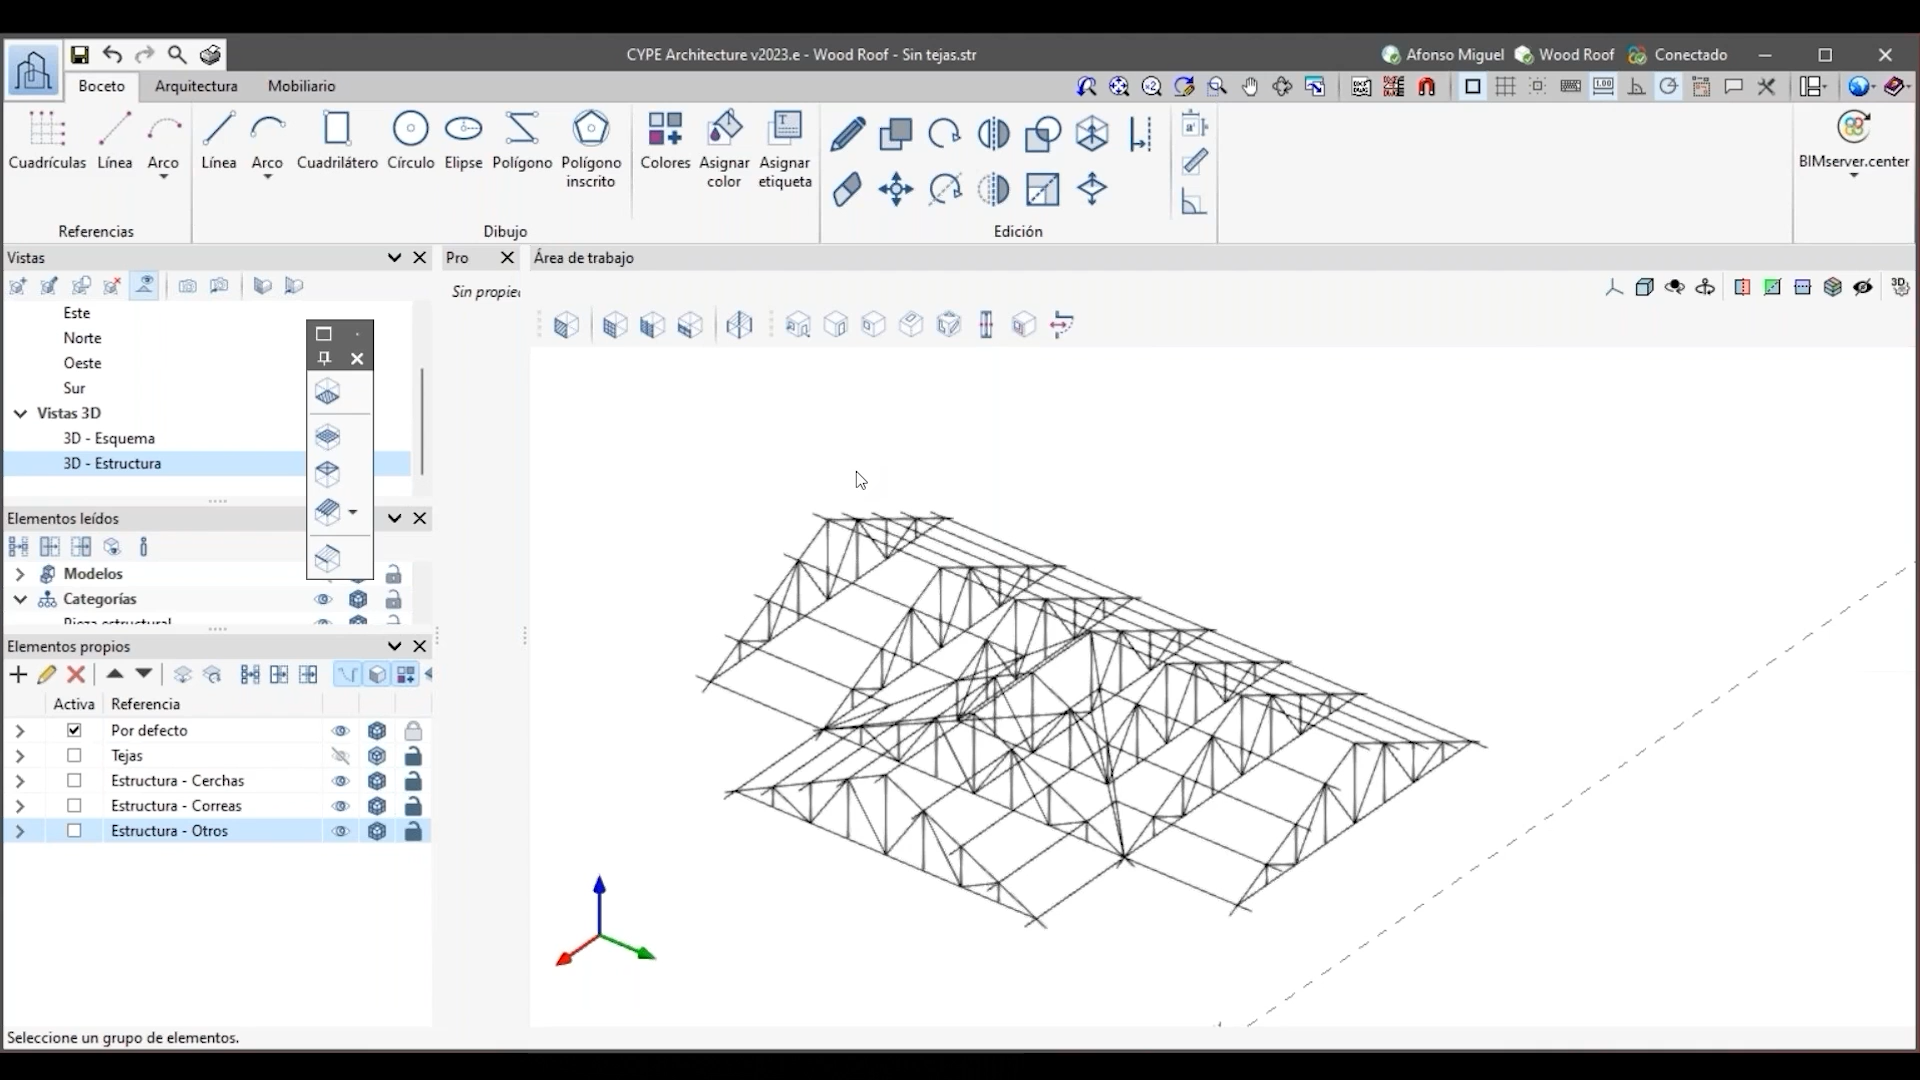 CYPE Architecture v2023.e - Wood Roof - Sin tejas.str
Afonso Miguel
Wood Roof
Conectado
Boceto
Arquitectura
Mobiliario
Cuadrículas
Línea
Arco
Línea
Arco
Cuadrilátero
Círculo
Elipse
Polígono
Polígono
inscrito
Colores
Asignar
color
Asignar
etiqueta
BIMserver.center
Referencias
Dibujo
Edición
Vistas
Pro
Área de trabajo
Sin propie
Este
Norte
Oeste
Sur
Vistas 3D
3D - Esquema
3D - Estructura
Elementos leídos
Modelos
Categorías
Pieza estructural
Elementos propios
Activa
Referencia
Por defecto
Tejas
Estructura - Cerchas
Estructura - Correas
Estructura - Otros
Seleccione un grupo de elementos.